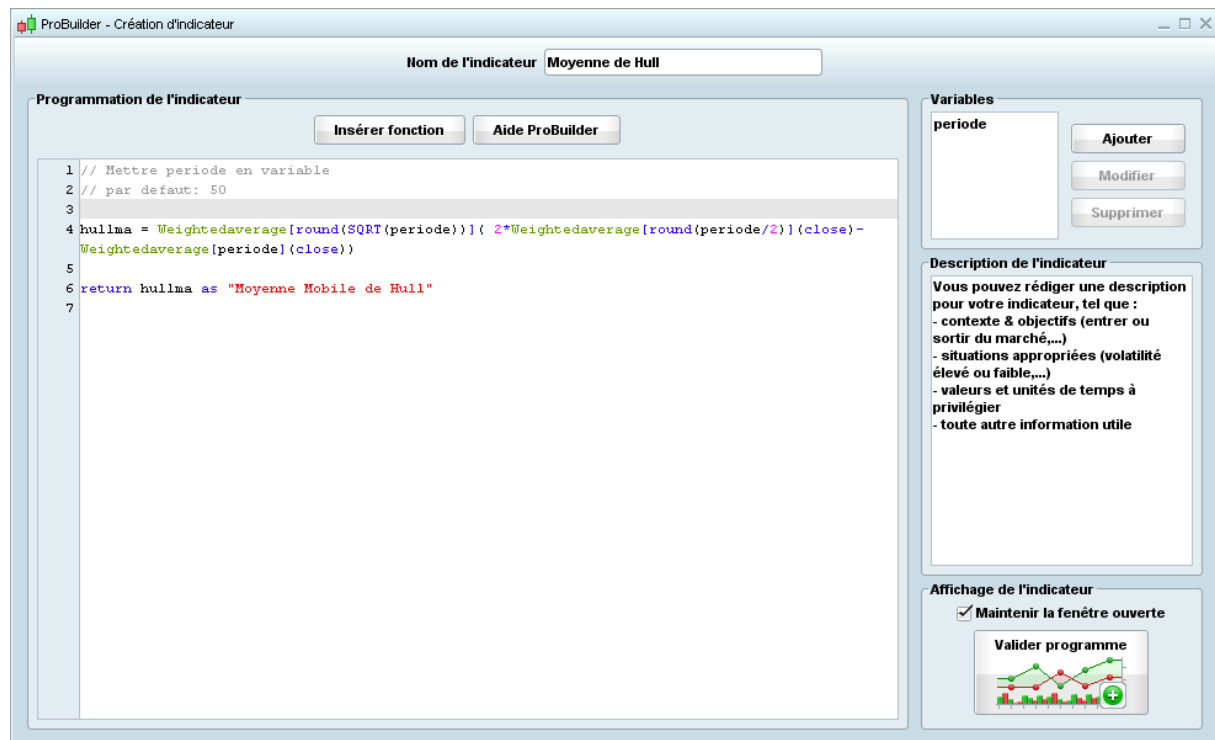 ProBuilder - Création d'indicateur
Nom de l'indicateur Moyenne de Hull
Programmation de l'indicateur
Insérer fonction Aide ProBuilder
1 // Mettre periode en variable
2 // par defaut: 50
3
4 hullma = Weightedaverage[round(SQRT(periode))]( 2*Weightedaverage[round(periode/2)](close)-
Weightedaverage[periode](close))
5
6 return hullma as "Moyenne Mobile de Hull"
7
Variables
periode
Ajouter
Modifier
Supprimer
Description de l'indicateur
Vous pouvez rédiger une description
pour votre indicateur, tel que :
- contexte & objectifs (entrer ou
sortir du marché,...)
- situations appropriées (volatilité
élevé ou faible,...)
- valeurs et unités de temps à
privilégier
- toute autre information utile
Affichage de l'indicateur
Maintenir la fenêtre ouverte
Valider programme